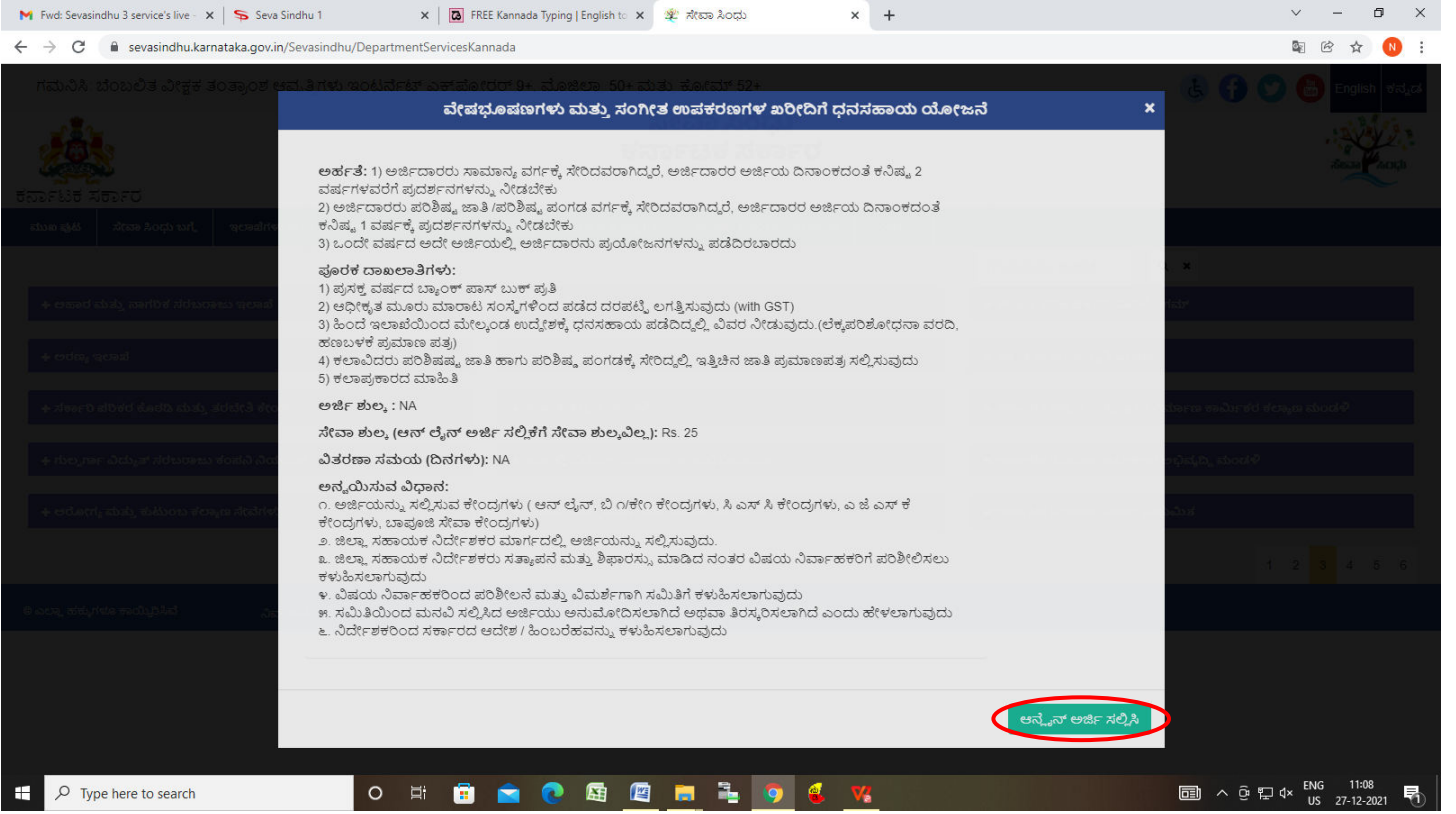 Fwd: Sevasindhu 3 service's live -
Seva Sindhu 1
FREE Kannada Typing | English to
ಸೇವಾ ಸಿಂಧು
sevasindhu.karnataka.gov.in/Sevasindhu/DepartmentServicesKannada
N
English ಕನ್ನಡ
ವೇಷಭೂಷಣಗಳು ಮತ್ತು ಸಂಗೀತ ಉಪಕರಣಗಳ ಖರೀದಿಗೆ ಧನಸಹಾಯ ಯೋಜನೆ
ಕರ್ನಾಟಕ ಸರ್ಕಾರ
ಮುಖ ಪುಟ
ಅರ್ಹತೆ: 1) ಅರ್ಜಿದಾರರು ಸಾಮಾನ್ಯ ವರ್ಗಕ್ಕೆ ಸೇರಿದವರಾಗಿದ್ದರೆ, ಅರ್ಜಿದಾರರ ಅರ್ಜಿಯ ದಿನಾಂಕದಂತೆ ಕನಿಷ್ಟ 2
ವರ್ಷಗಳವರೆಗೆ ಪ್ರದರ್ಶನಗಳನ್ನು ನೀಡಬೇಕು
2) ಅರ್ಜಿದಾರರು ಪರಿಶಿಷ್ಟ ಜಾತಿ /ಪರಿಶಿಷ್ಟ ಪಂಗಡ ವರ್ಗಕ್ಕೆ ಸೇರಿದವರಾಗಿದ್ದರೆ, ಅರ್ಜಿದಾರರ ಅರ್ಜಿಯ ದಿನಾಂಕದಂತೆ
ಕನಿಷ್ಟ 1 ವರ್ಷಕ್ಕೆ ಪ್ರದರ್ಶನಗಳನ್ನು ನೀಡಬೇಕು
3) ಒಂದೇ ವರ್ಷದ ಅದೇ ಅರ್ಜಿಯಲ್ಲಿ ಅರ್ಜಿದಾರನು ಪ್ರಯೋಜನಗಳನ್ನು ಪಡೆದಿರಬಾರದು
ಪೂರಕ ದಾಖಲಾತಿಗಳು:
1) ಪ್ರಸಕ್ತ ವರ್ಷದ ಬ್ಯಾಂಕ್ ಪಾಸ್ ಬುಕ್ ಪ್ರತಿ
2) ಆಧೀಕೃತ ಮೂರು ಮಾರಾಟ ಸಂಸ್ಥೆಗಳಿಂದ ಪಡೆದ ದರಪಟ್ಟಿ ಲಗತ್ತಿಸುವುದು (with GST)
3) ಹಿಂದೆ ಇಲಾಖೆಯಿಂದ ಮೇಲ್ಕಂಡ ಉದ್ದೇಶಕ್ಕೆ ಧನಸಹಾಯ ಪಡೆದಿದ್ದಲ್ಲಿ ವಿವರ ನೀಡುವುದು.(ಲೆಕ್ಕಪರಿಶೋಧನಾ ವರದಿ,
ಹಣಬಳಕೆ ಪ್ರಮಾಣ ಪತ್ರ)
4) ಕಲಾವಿದರು ಪರಿಶಿಷಷ್ಟ ಜಾತಿ ಹಾಗು ಪರಿಶಿಷ್ಠ ಪಂಗಡಕ್ಕೆ ಸೇರಿದ್ದಲ್ಲಿ ಇತ್ತಿಚಿನ ಜಾತಿ ಪ್ರಮಾಣಪತ್ರ ಸಲ್ಲಿಸುವುದು
5) ಕಲಾಪ್ರಕಾರದ ಮಾಹಿತಿ
ಅರ್ಜಿ ಶುಲ್ಕ : NA
ಸೇವಾ ಶುಲ್ಕ (ಆನ್ ಲೈನ್ ಅರ್ಜಿ ಸಲ್ಲಿಕೆಗೆ ಸೇವಾ ಶುಲ್ಕವಿಲ್ಲ): Rs. 25
ವಿತರಣಾ ಸಮಯ (ದಿನಗಳು): NA
ಅನ್ವಯಿಸುವ ವಿಧಾನ:
೧. ಅರ್ಜಿಯನ್ನು ಸಲ್ಲಿಸುವ ಕೇಂದ್ರಗಳು ( ಆನ್ ಲೈನ್, ಬಿ ೧/ಕೇ೧ ಕೇಂದ್ರಗಳು, ಸಿ ಎಸ್ ಸಿ ಕೇಂದ್ರಗಳು, ಎ ಜೆ ಎಸ್ ಕೆ
ಕೇಂದ್ರಗಳು, ಬಾಪೂಜಿ ಸೇವಾ ಕೇಂದ್ರಗಳು)
೨. ಜಿಲ್ಲಾ ಸಹಾಯಕ ನಿರ್ದೇಶಕರ ಮಾರ್ಗದಲ್ಲಿ ಅರ್ಜಿಯನ್ನು ಸಲ್ಲಿಸುವುದು.
೩. ಜಿಲ್ಲಾ ಸಹಾಯಕ ನಿರ್ದೇಶಕರು ಸತ್ಯಾಪನೆ ಮತ್ತು ಶಿಫಾರಸ್ಸು ಮಾಡಿದ ನಂತರ ವಿಷಯ ನಿರ್ವಾಹಕರಿಗೆ ಪರಿಶೀಲಿಸಲು
ಕಳುಹಿಸಲಾಗುವುದು
೪. ವಿಷಯ ನಿರ್ವಾಹಕರಿಂದ ಪರಿಶೀಲನೆ ಮತ್ತು ವಿಮರ್ಶೆಗಾಗಿ ಸಮಿತಿಗೆ ಕಳುಹಿಸಲಾಗುವುದು
೫. ಸಮಿತಿಯಿಂದ ಮನವಿ ಸಲ್ಲಿಸಿದ ಅರ್ಜಿಯು ಅನುಮೋದಿಸಲಾಗಿದೆ ಅಥವಾ ತಿರಸ್ಕರಿಸಲಾಗಿದೆ ಎಂದು ಹೇಳಲಾಗುವುದು
೬. ನಿರ್ದೇಶಕರಿಂದ ಸರ್ಕಾರದ ಆದೇಶ / ಹಿಂಬರೆಹವನ್ನು ಕಳುಹಿಸಲಾಗುವುದು
1 2 3 4 5 6
ಆನ್ಲೈನ್ ಅರ್ಜಿ ಸಲ್ಲಿಸಿ
Type here to search
ENG 11:08
US 27-12-2021